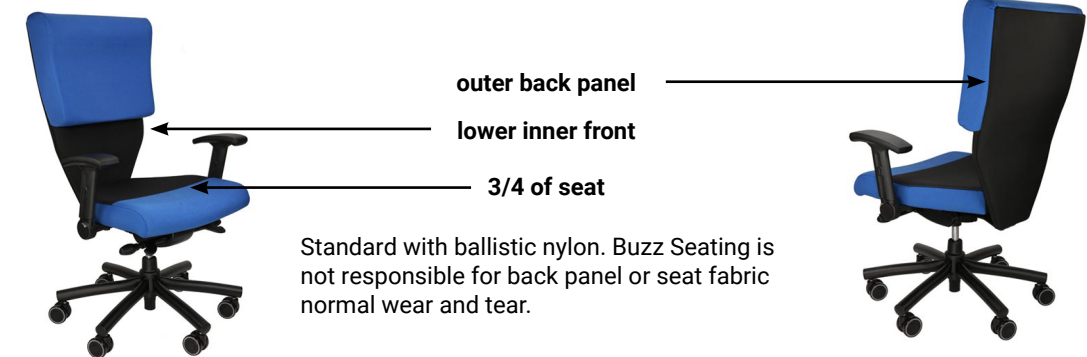 outer back panel
lower inner front
3/4 of seat
Standard with ballistic nylon. Buzz Seating is
not responsible for back panel or seat fabric
normal wear and tear.